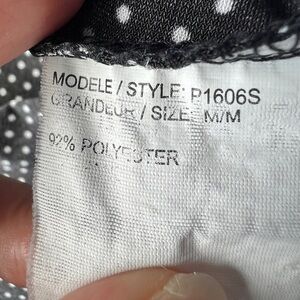 MODELE / STYLE: P1606S
GRANDEUR / SIZE: M/M
92% POLYESTER